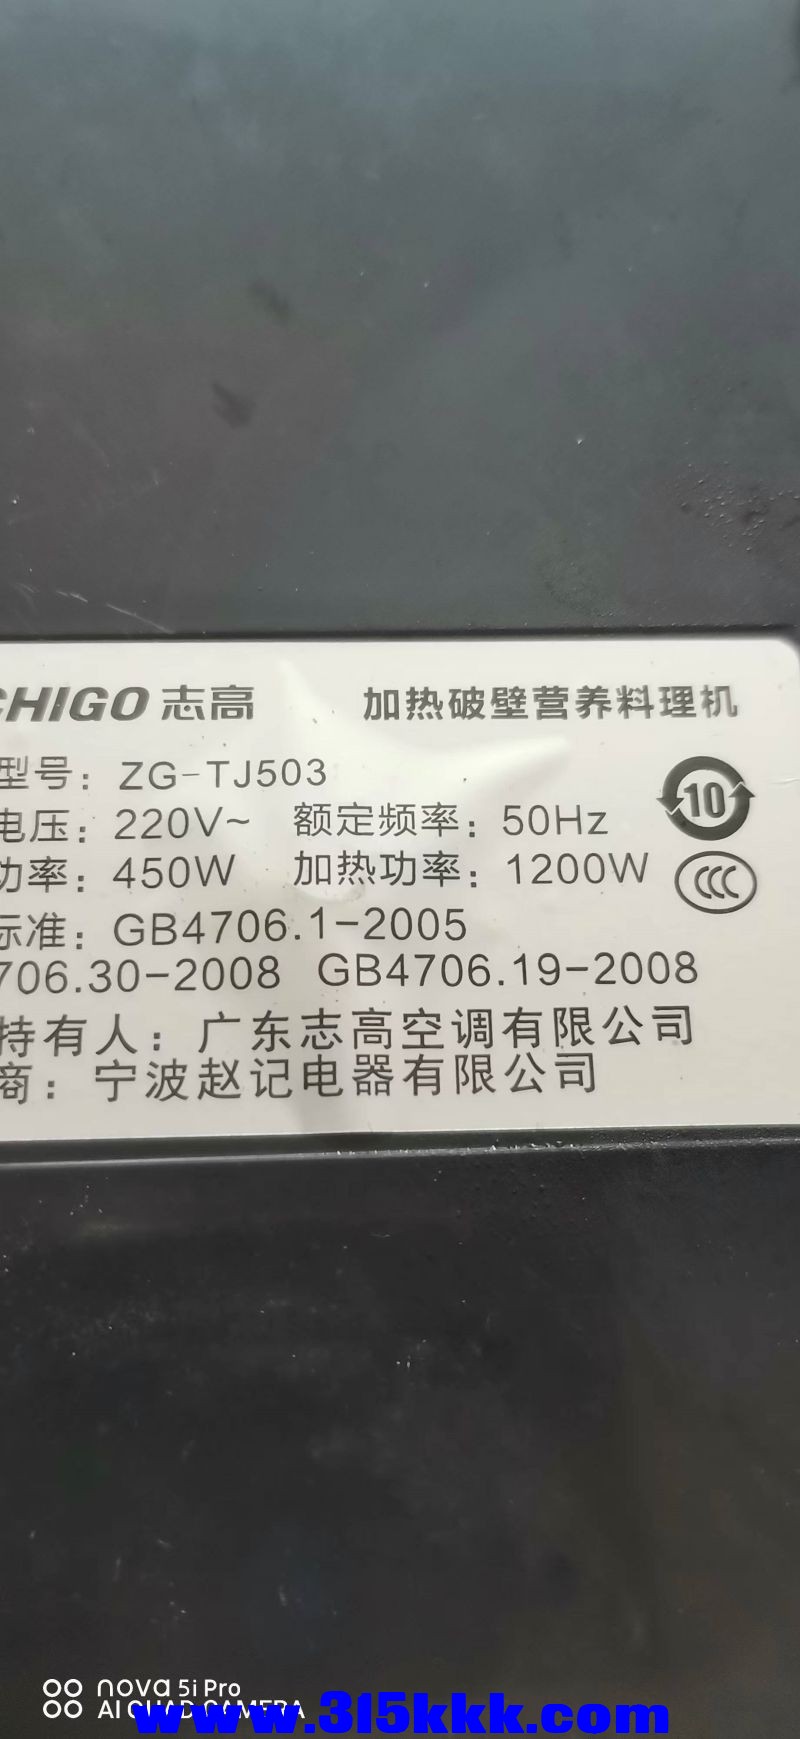 CHIGO 志高 加热破壁营养料理机
型号: ZG-TJ503
电压: 220V~ 额定频率: 50Hz
功率: 450W 加热功率: 1200W
10
CCC
标准: GB4706.1-2005
706.30-2008 GB4706.19-2008
持有人: 广东志高空调有限公司
商: 宁波赵记电器有限公司
nova 5i Pro
AI QUAD CAMERA
www.315kkk.com